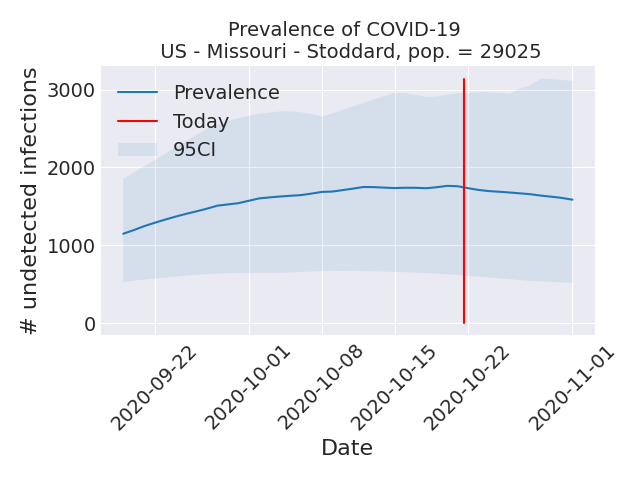 Prevalence of COVID-19
US - Missouri - Stoddard, pop. = 29025
# undetected infections
3000
2000
1000
0
Prevalence
Today
95CI
2020-09-22
2020-10-01
2020-10-08
2020-10-15
2020-10-22
2020-11-01
Date